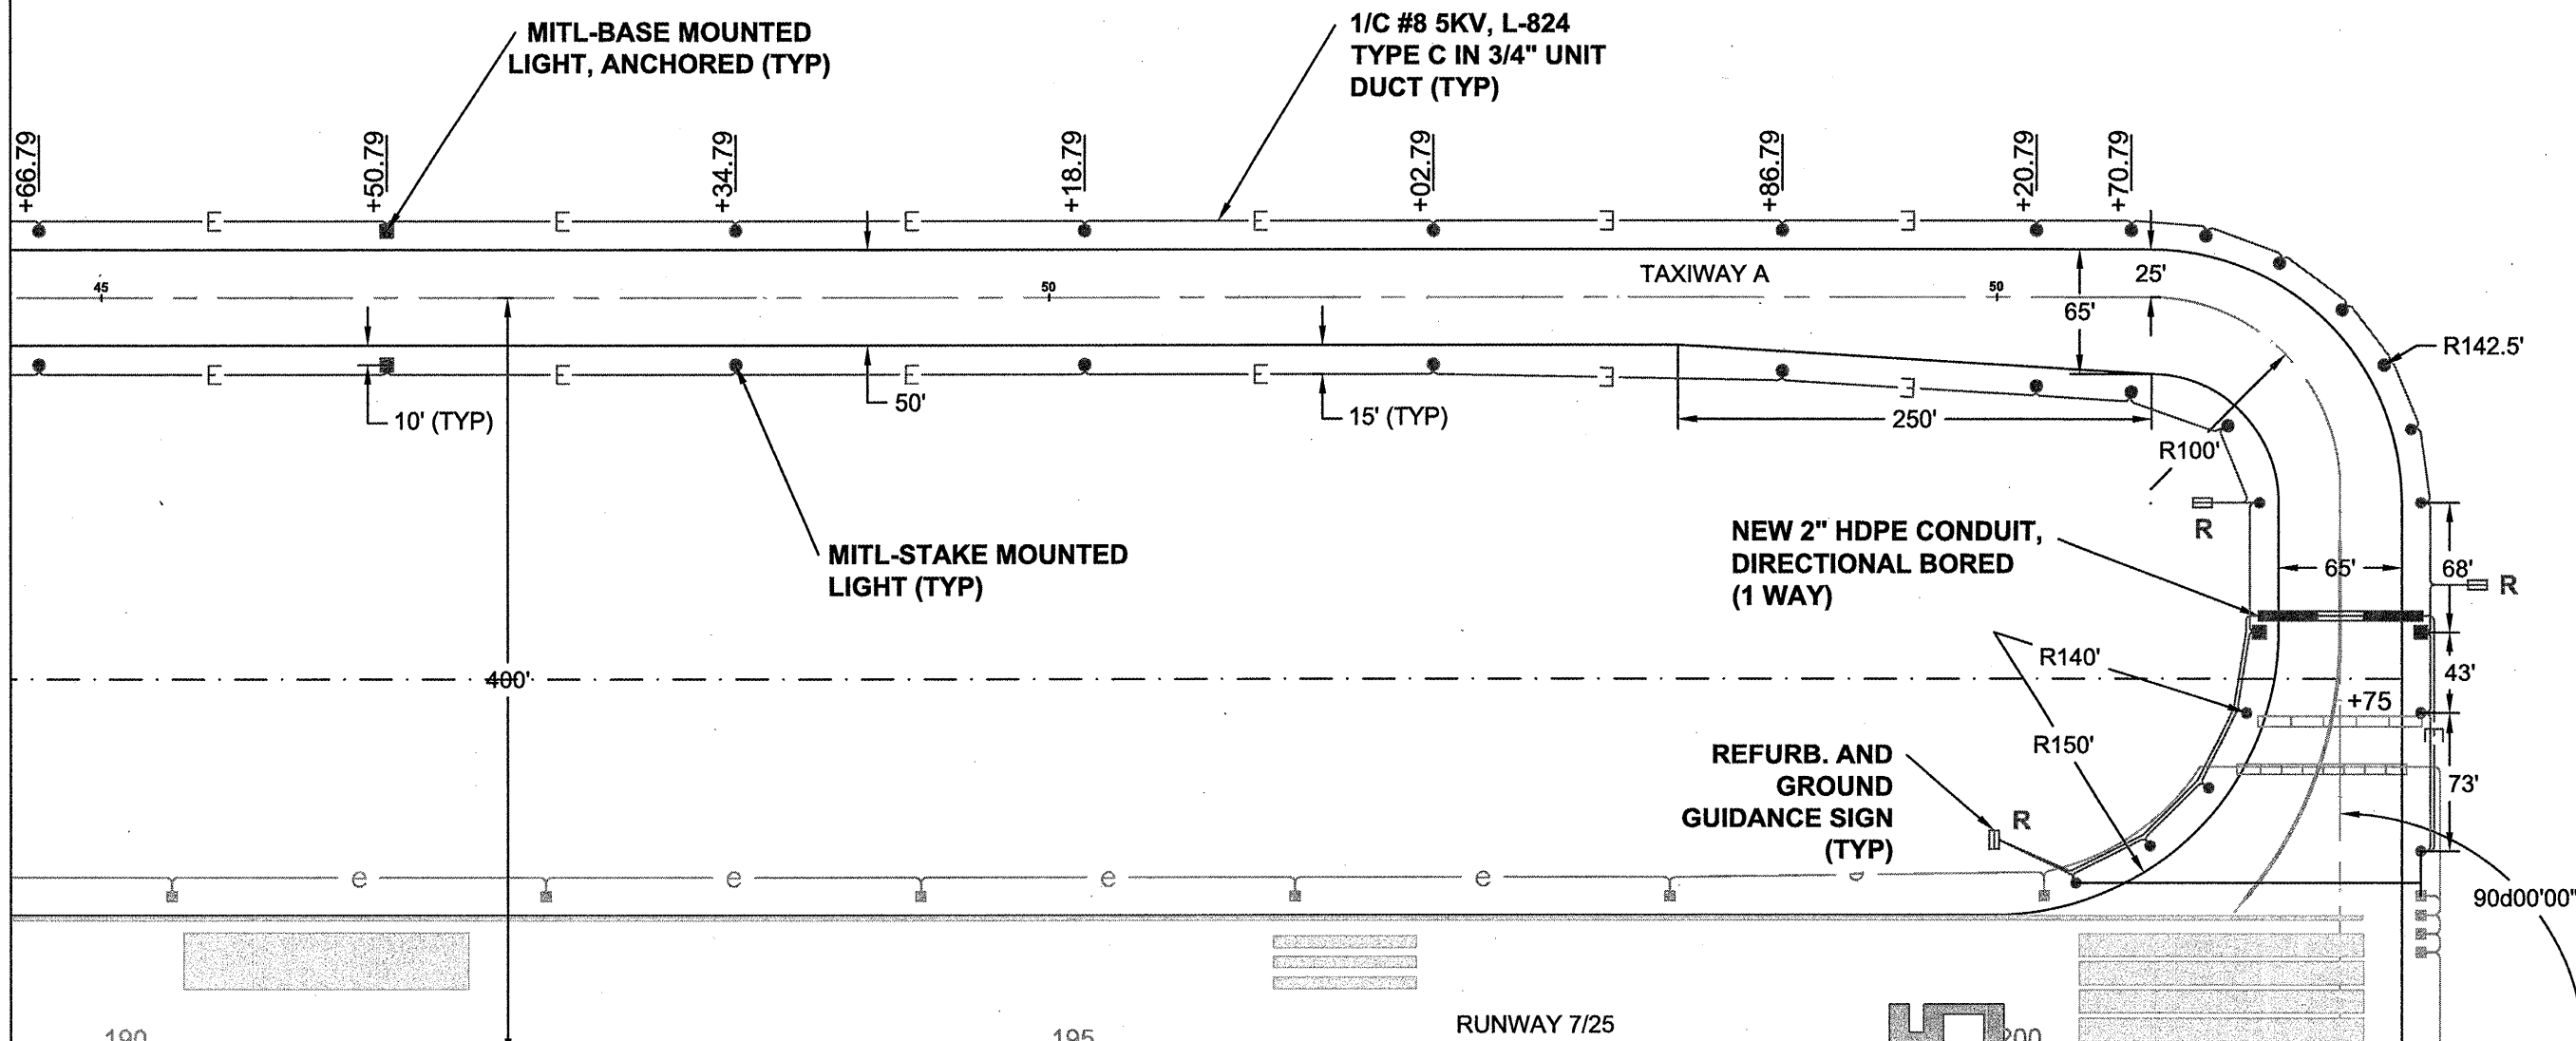 MITL-BASE MOUNTED
LIGHT, ANCHORED (TYP)
1/C #8 5KV, L-824
TYPE C IN 3/4" UNIT
DUCT (TYP)
+66.79
+50.79
+34.79
+18.79
+02.79
+86.79
+20.79
+70.79
E
E
E
E
E
E
TAXIWAY A
25'
45
50
50
65'
R142.5'
E
E
E
E
E
E
10' (TYP)
50'
15' (TYP)
250'
R100'
R
MITL-STAKE MOUNTED
LIGHT (TYP)
NEW 2" HDPE CONDUIT,
DIRECTIONAL BORED
(1 WAY)
65'
68'
R
R140'
400'
43'
+75
R150'
E
REFURB. AND
GROUND
GUIDANCE SIGN
(TYP)
R
73'
e
e
e
e
e
90d00'00"
RUNWAY 7/25
190
195
200